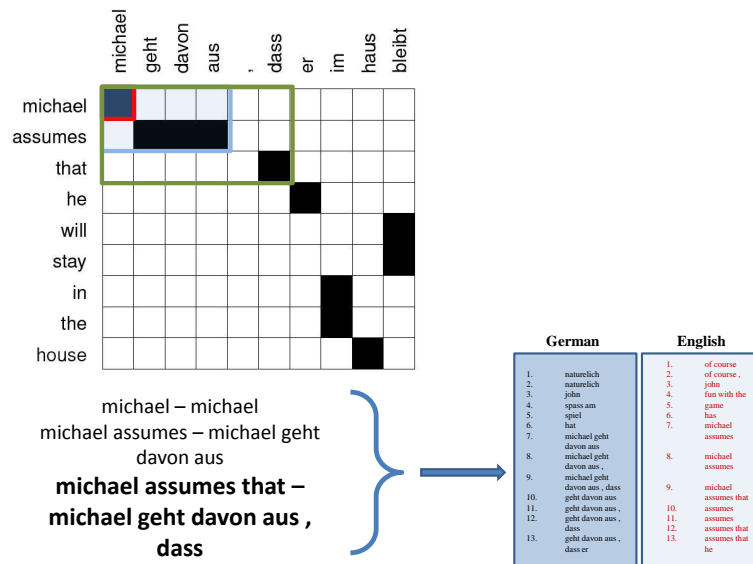 michael
geht
davon
aus
,
dass
er
im
haus
bleibt
michael
assumes
that
he
will
stay
in
the
house
michael – michael
michael assumes – michael geht
davon aus
michael assumes that –
michael geht davon aus ,
dass
German
1. naturelich
2. naturelich
3. john
4. spass am
5. spiel
6. hat
7. michael geht
davon aus
8. michael geht
davon aus ,
9. michael geht
davon aus , dass
10. geht davon aus
11. geht davon aus ,
12. geht davon aus ,
dass
13. geht davon aus ,
dass er
English
1. of course
2. of course ,
3. john
4. fun with the
5. game
6. has
7. michael
assumes
8. michael
assumes
9. michael
assumes that
10. assumes
11. assumes
12. assumes that
13. assumes that
he